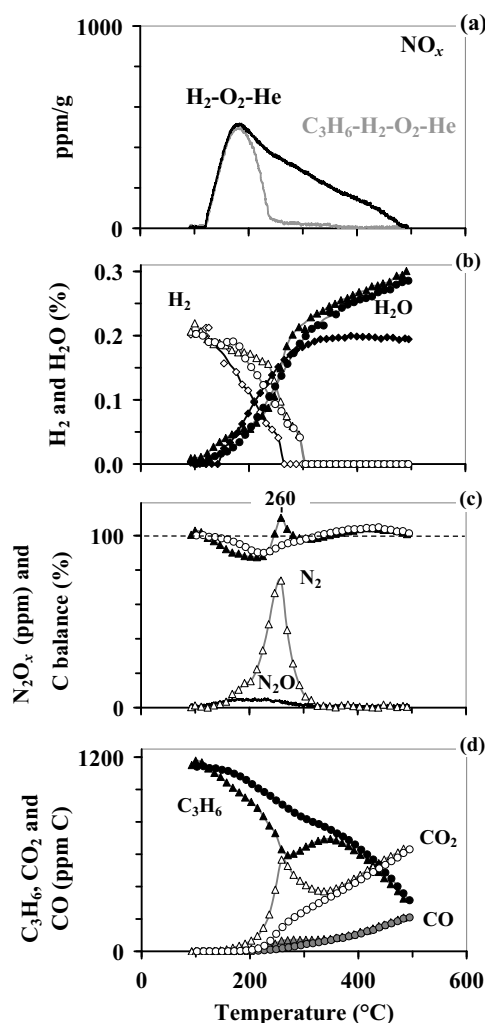 1000
(a)
NOx
H2-O2-He
C3H6-H2-O2-He
ppm/g
0
0.3
(b)
H2
H2O
0.2
0.1
0.0
H2 and H2O (%)
260
(c)
100
N2
N2O
0
N2Ox (ppm) and
C balance (%)
1200
(d)
C3H6
CO2
CO
0
C3H6, CO2 and
CO (ppm C)
0 200 400 600
Temperature (°C)